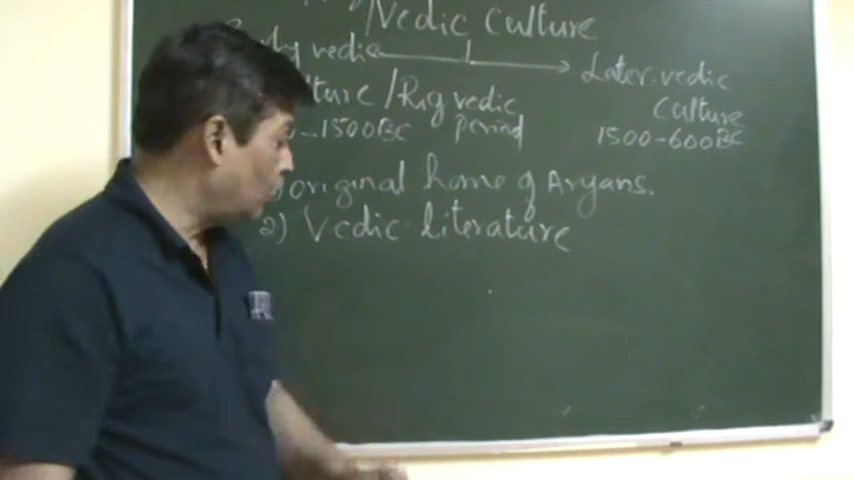 /Vedic Culture
vedic
Later vedic
/Rig vedic
Culture
1500BC period
1500-600BC
original home of Aryans.
2) Vedic literature